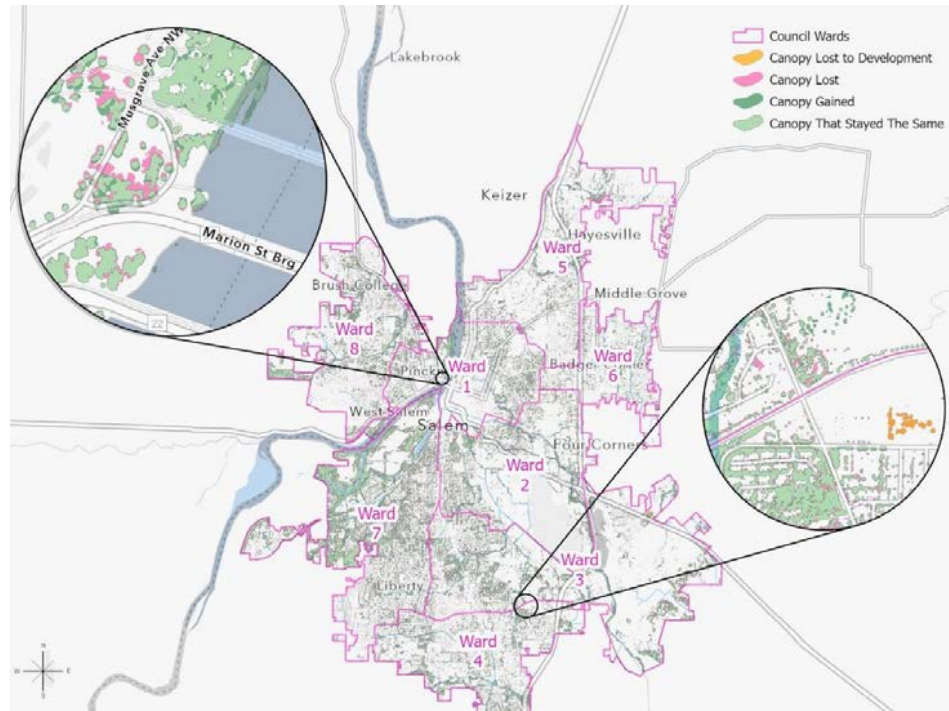 Council Wards
Canopy Lost to Development
Canopy Lost
Canopy Gained
Canopy That Stayed The Same
Musgrave Ave NW
Marion St Brg
22
Lakebrook
Keizer
Hayesville
Ward
5
Brush College
Middle Grove
Ward
8
Ward
1
Ward
6
West Salem
Salem
Four Corners
Ward
2
Ward
7
Ward
3
Liberty
Ward
4
N
W
E
S